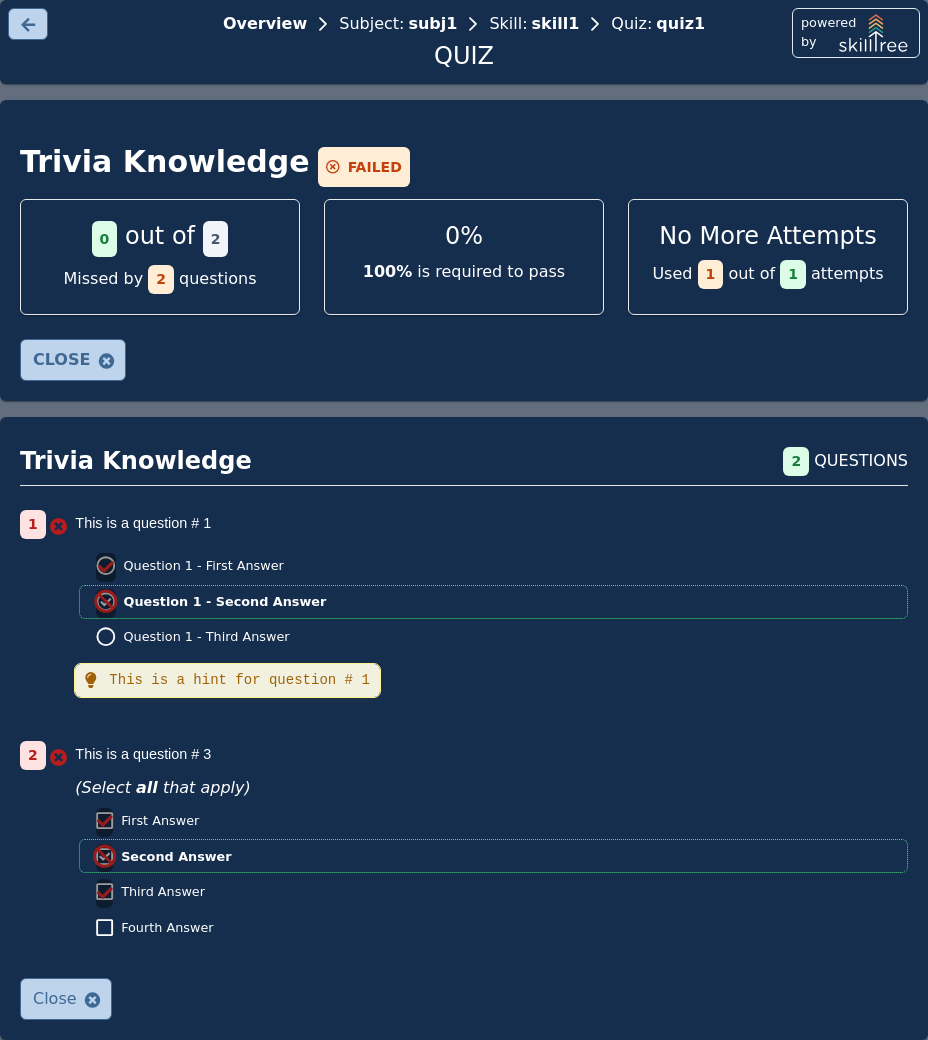 Overview > Subject: subj1 > Skill: skill1 > Quiz: quiz1
QUIZ
powered by skilltree
Trivia Knowledge FAILED
0 out of 2
Missed by 2 questions
0%
100% is required to pass
No More Attempts
Used 1 out of 1 attempts
CLOSE
Trivia Knowledge
2 QUESTIONS
1 This is a question # 1
Question 1 - First Answer
Question 1 - Second Answer
Question 1 - Third Answer
This is a hint for question # 1
2 This is a question # 3
(Select all that apply)
First Answer
Second Answer
Third Answer
Fourth Answer
Close